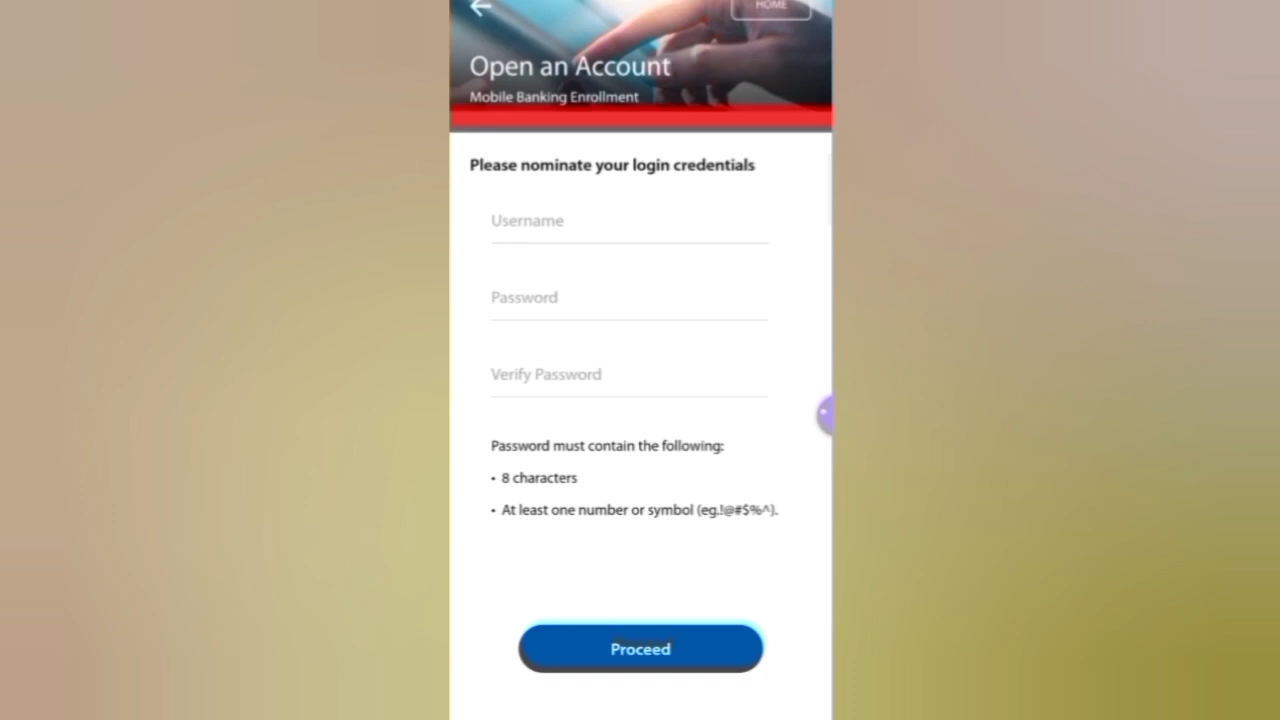 HOME
Open an Account
Mobile Banking Enrollment
Please nominate your login credentials
Username
Password
Verify Password
Password must contain the following:
• 8 characters
• At least one number or symbol (eg.!@#$%^).
Proceed